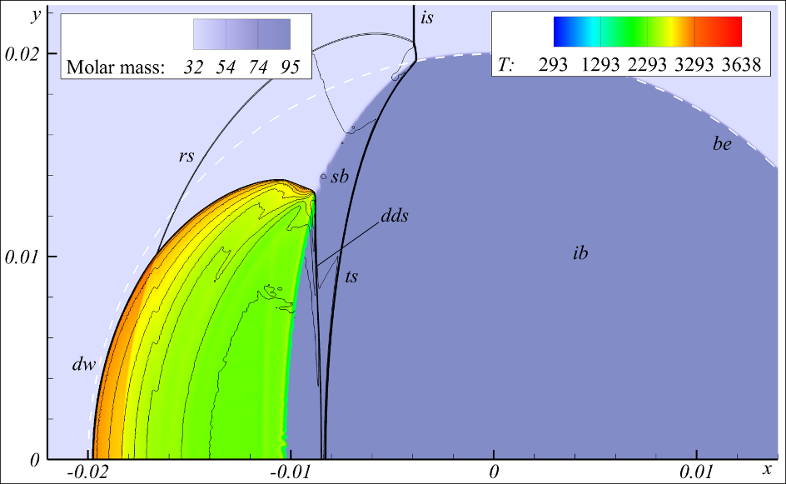 y
is
Molar mass: 32 54 74 95
T: 293 1293 2293 3293 3638
0.02
rs
be
sb
dds
0.01
ib
ts
dw
0
-0.02 -0.01 0 0.01 x